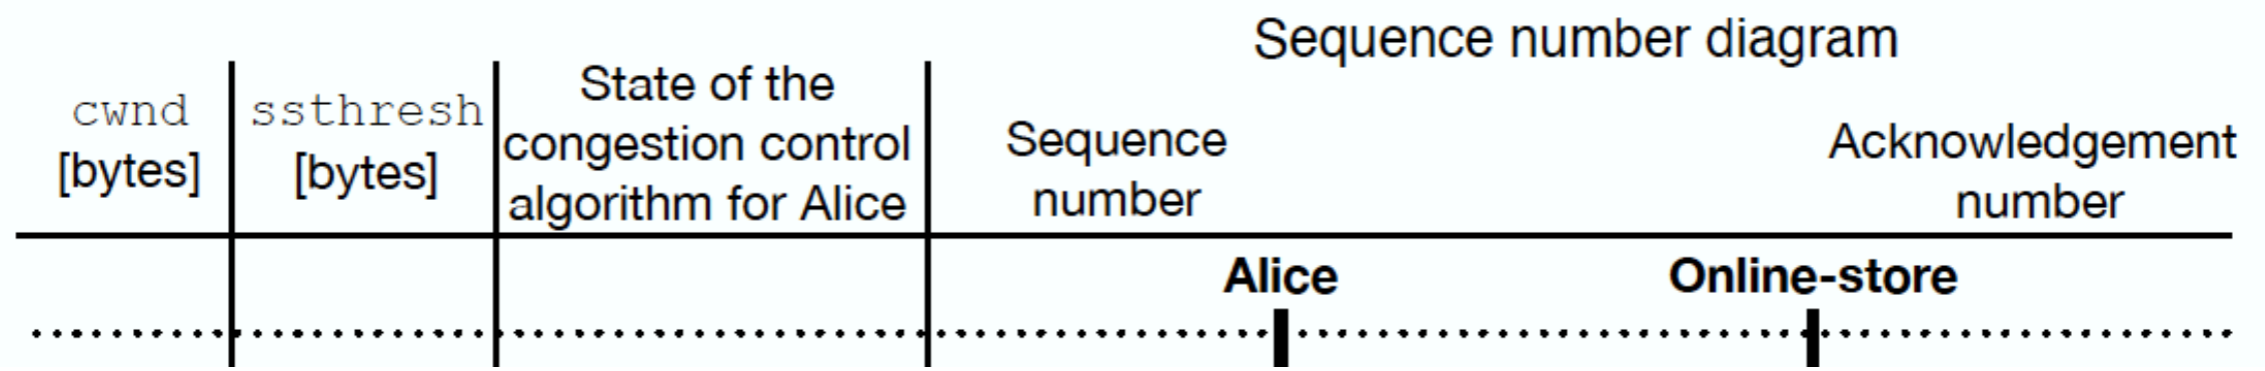 Sequence number diagram
cwnd
[bytes]
ssthresh
[bytes]
State of the
congestion control
algorithm for Alice
Sequence
number
Acknowledgement
number
Alice
Online-store